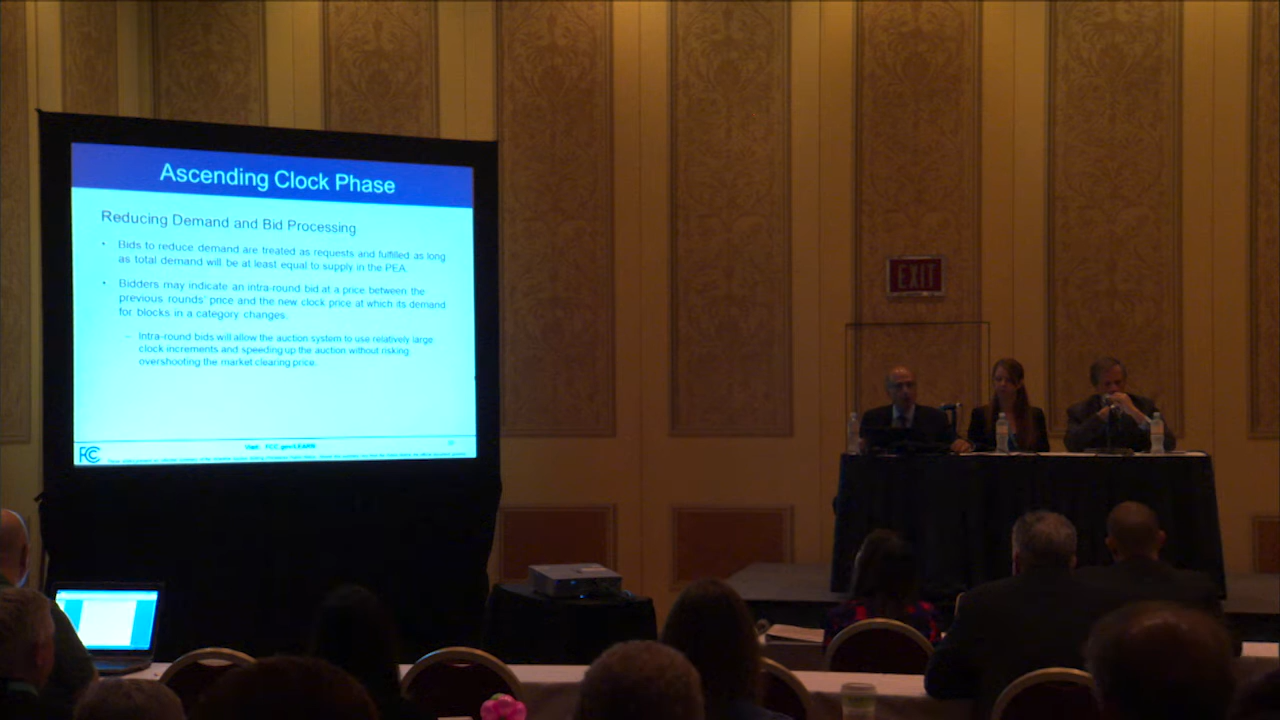 Ascending Clock Phase
Reducing Demand and Bid Processing
• Bids to reduce demand are treated as requests and fulfilled as long
as total demand will be at least equal to supply in the PEA.
• Bidders may indicate an intra-round bid at a price between the
previous rounds' price and the new clock price at which its demand
for blocks in a category changes.
– Intra-round bids will allow the auction system to use relatively large
clock increments and speeding up the auction without risking
overshooting the market clearing price.
Visit: FCC.gov/LEARN
FCC
EXIT